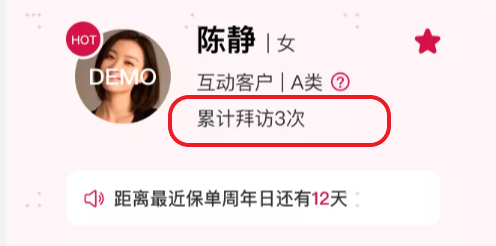 HOT
DEMO
陈静 | 女
互动客户 | A类 ?
累计拜访3次
距离最近保单周年日还有12天